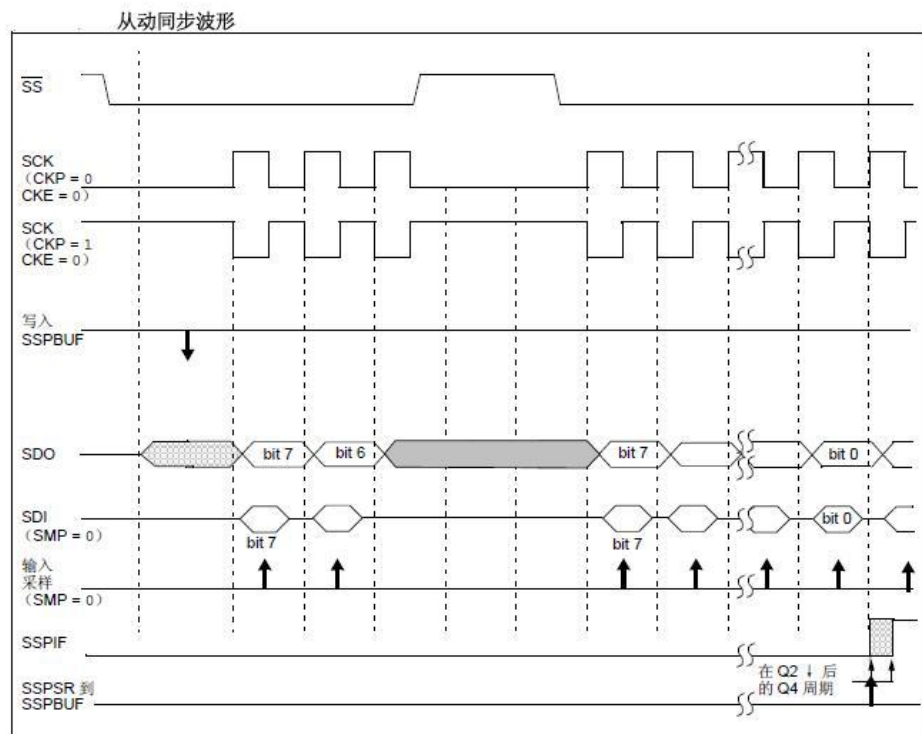 从动同步波形
SS
SCK
（CKP = 0
CKE = 0）
SCK
（CKP = 1
CKE = 0）
写入
SSPBUF
SDO
bit 7
bit 6
bit 7
bit 0
SDI
（SMP = 0）
bit 7
bit 7
bit 0
输入
采样
（SMP = 0）
SSPIF
在 Q2 ↓ 后
的 Q4 周期
SSPSR 到
SSPBUF